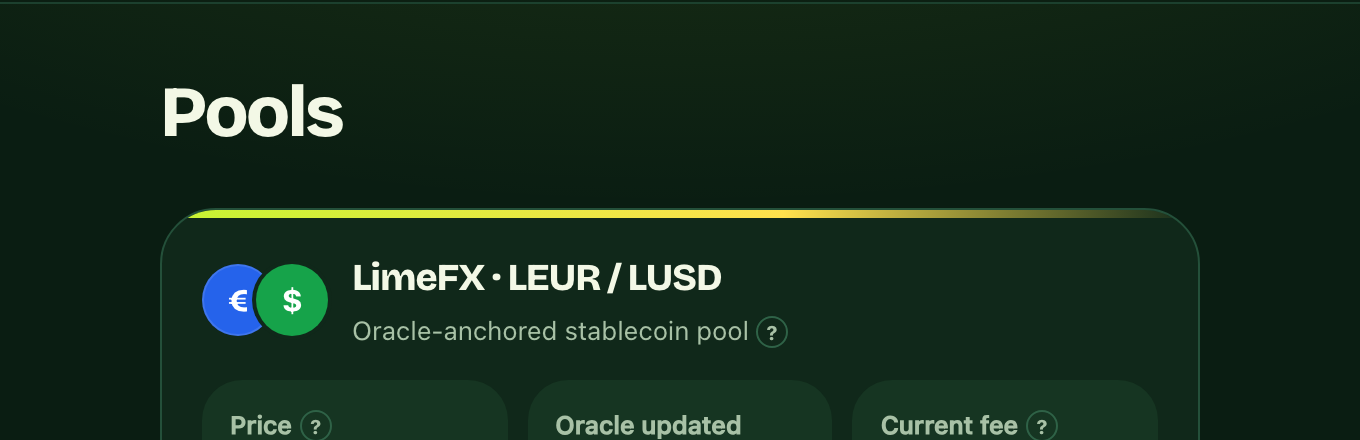 Pools
€ $
LimeFX · LEUR / LUSD
Oracle-anchored stablecoin pool ?
Price ? Oracle updated Current fee ?